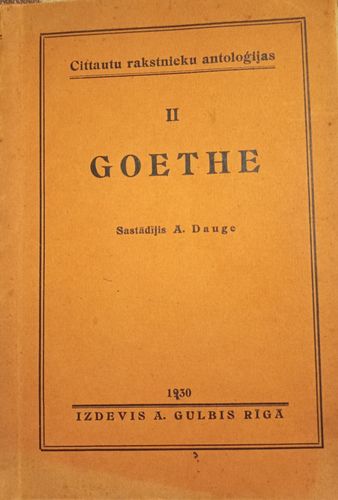 Cittautu rakstnieku antoloģijas
II
GOETHE
Sastādījis A. Dauge
1930
IZDEVIS A. GULBIS RĪGĀ